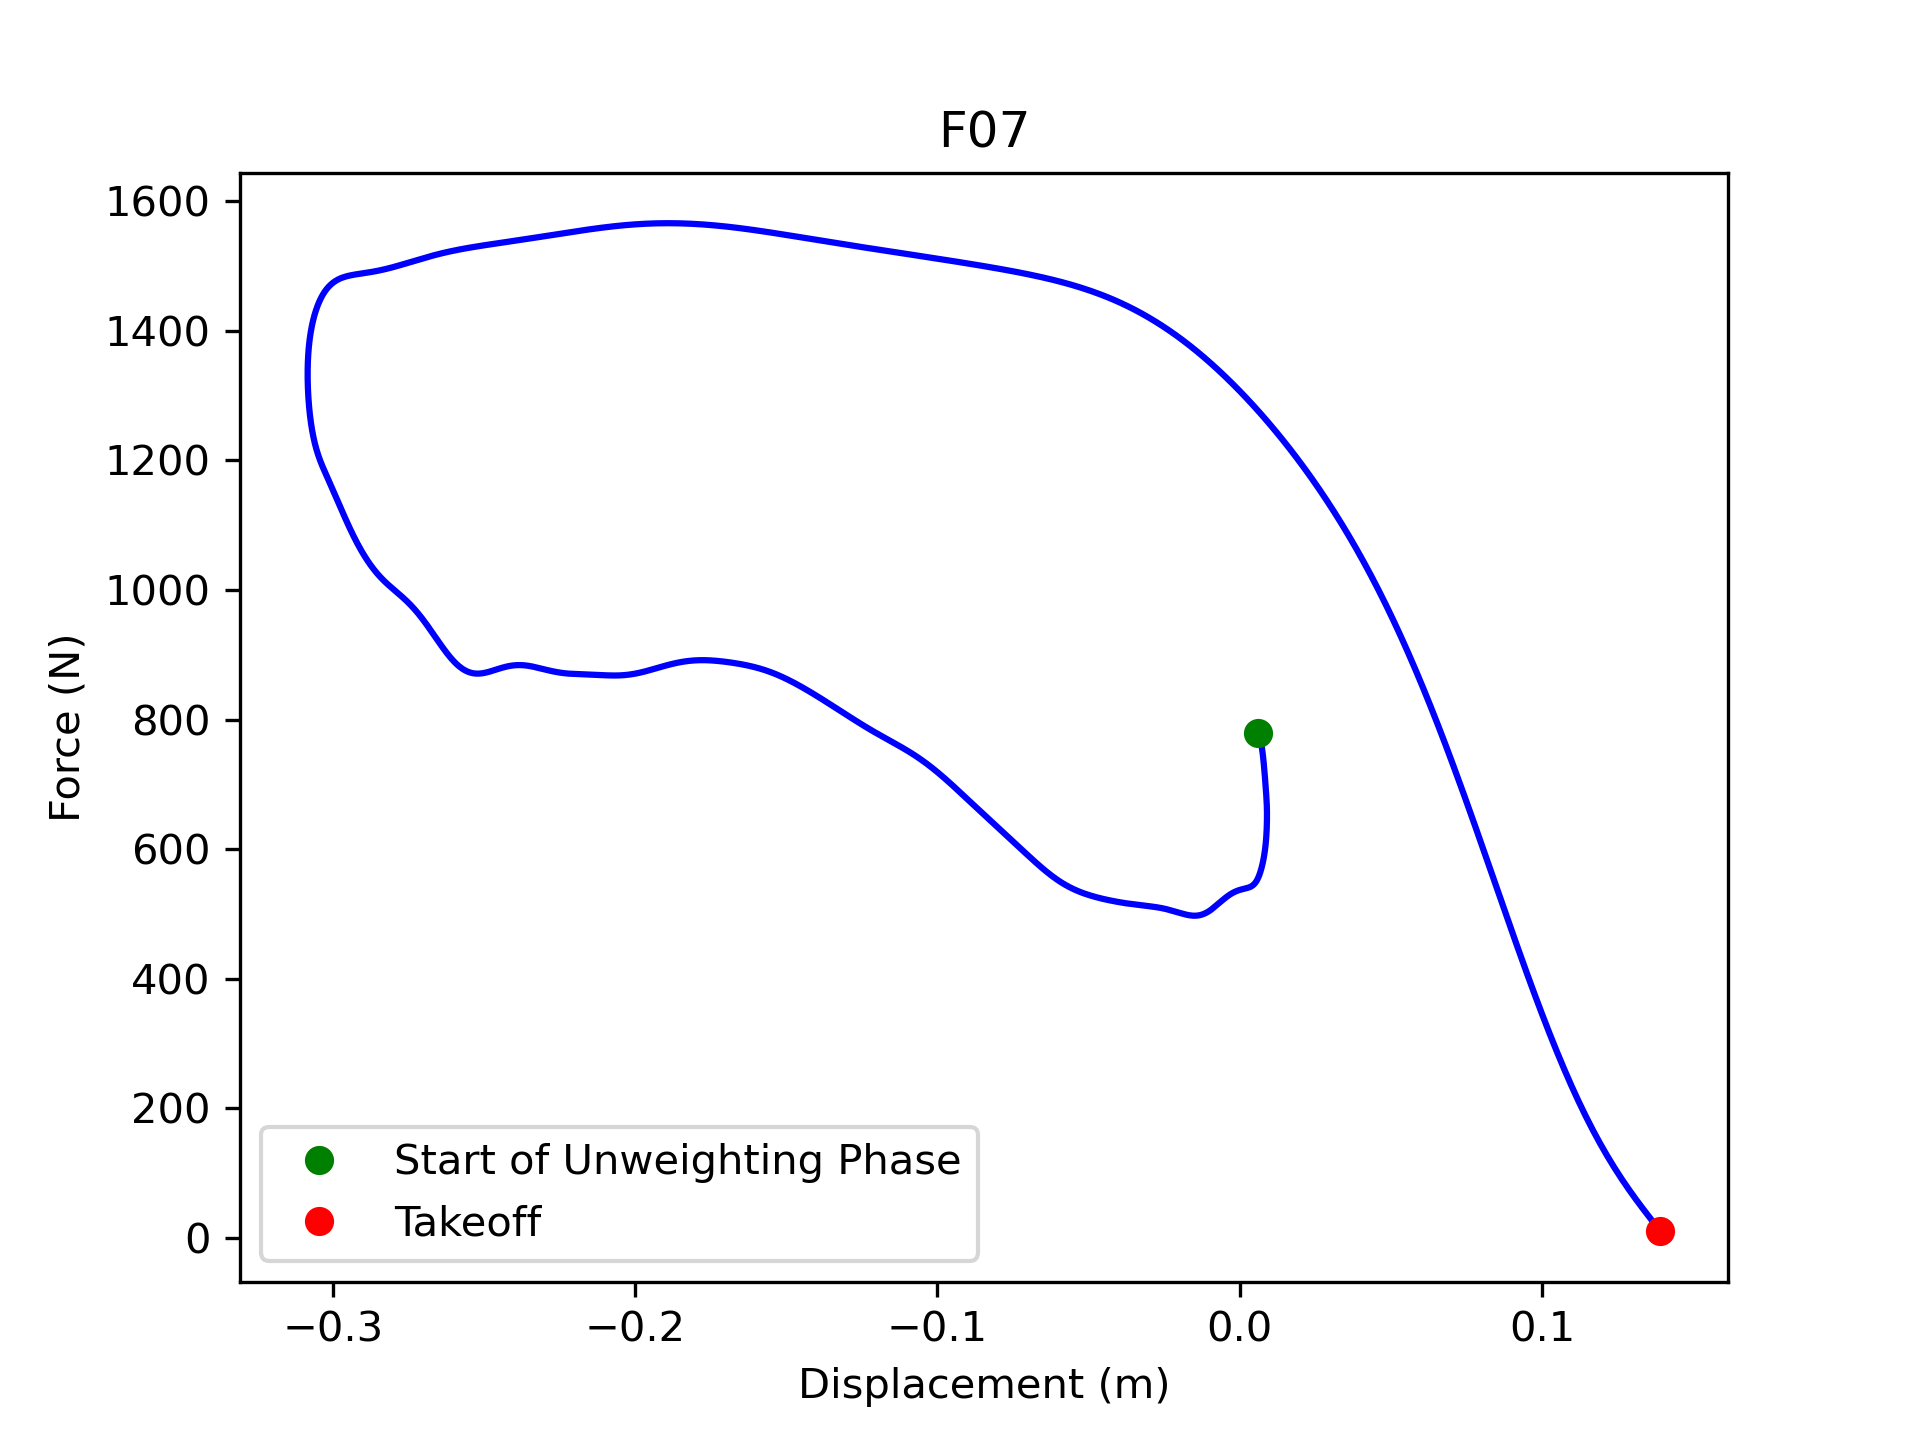 F07
1600
1400
1200
1000
800
600
400
200
0
Force (N)
Start of Unweighting Phase
Takeoff
−0.3 −0.2 −0.1 0.0 0.1
Displacement (m)